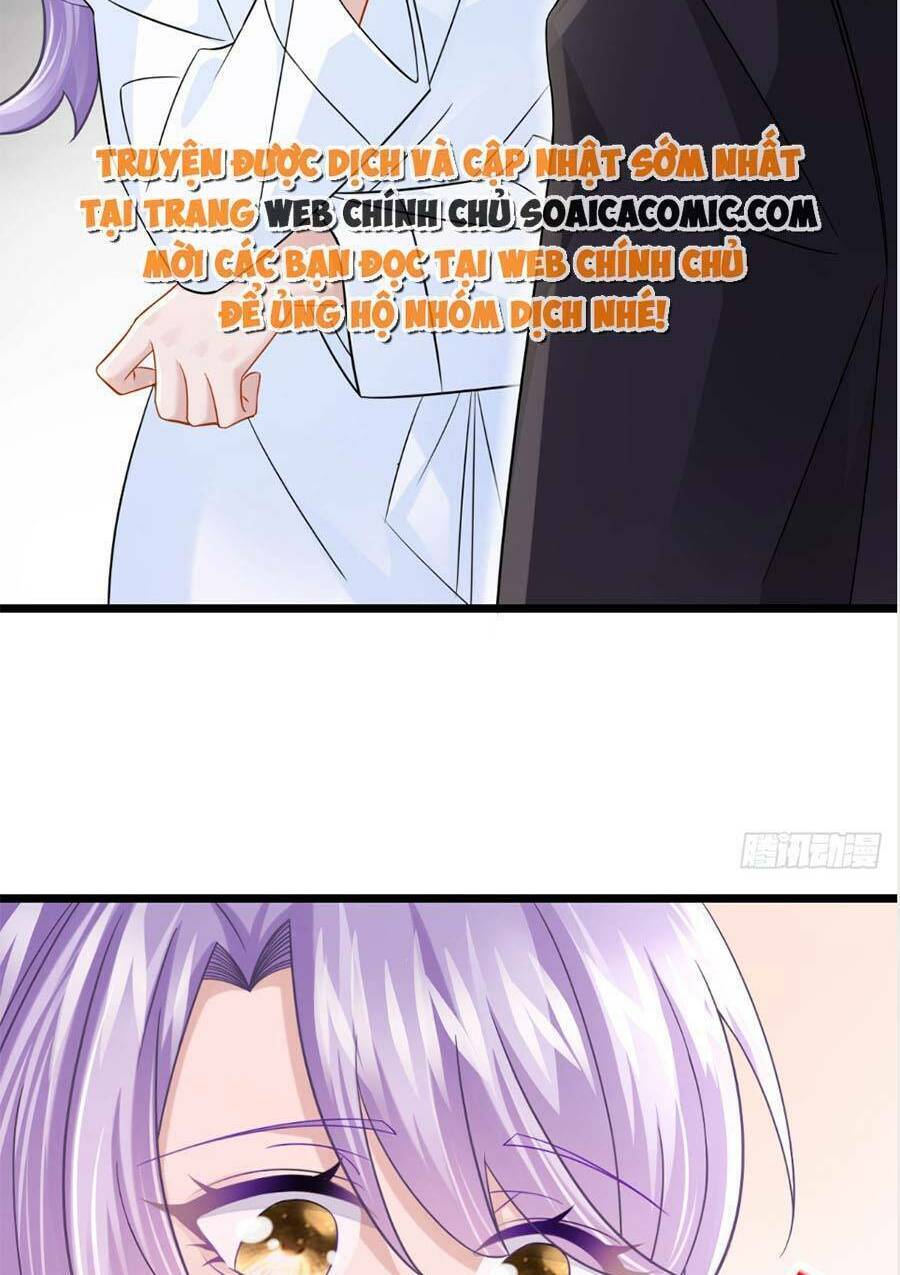 TRUYỆN ĐƯỢC DỊCH VÀ CẬP NHẬT SỚM NHẤT
TẠI TRANG WEB CHÍNH CHỦ SOAICACOMIC.COM
MỜI CÁC BẠN ĐỌC TẠI WEB CHÍNH CHỦ
ĐỂ ỦNG HỘ NHÓM DỊCH NHÉ!
腾讯动漫